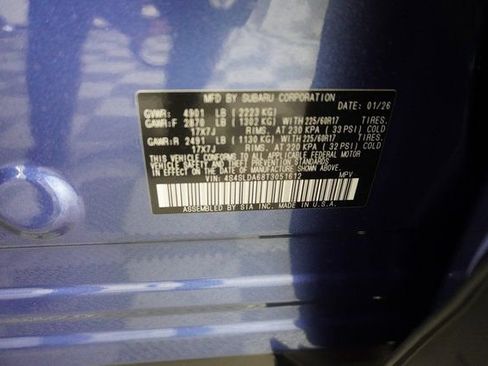 MFD. BY SUBARU CORPORATION DATE: 01/26
GVWR: 4901 LB ( 2223 KG)
GAWR:F 2870 LB ( 1302 KG) WITH 225/60R17 TIRES,
17X7J RIMS, AT 230 KPA ( 33 PSI) COLD
GAWR:R 2491 LB ( 1130 KG) WITH 225/60R17 TIRES,
17X7J RIMS, AT 220 KPA ( 32 PSI) COLD
THIS VEHICLE CONFORMS TO ALL APPLICABLE FEDERAL MOTOR
VEHICLE SAFETY, BUMPER, AND THEFT PREVENTION STANDARDS
IN EFFECT ON THE DATE OF MANUFACTURE SHOWN ABOVE.
VIN: 4S4SLDA68T3051612 MPV
ASSEMBLED BY SIA INC. MADE IN U.S.A.